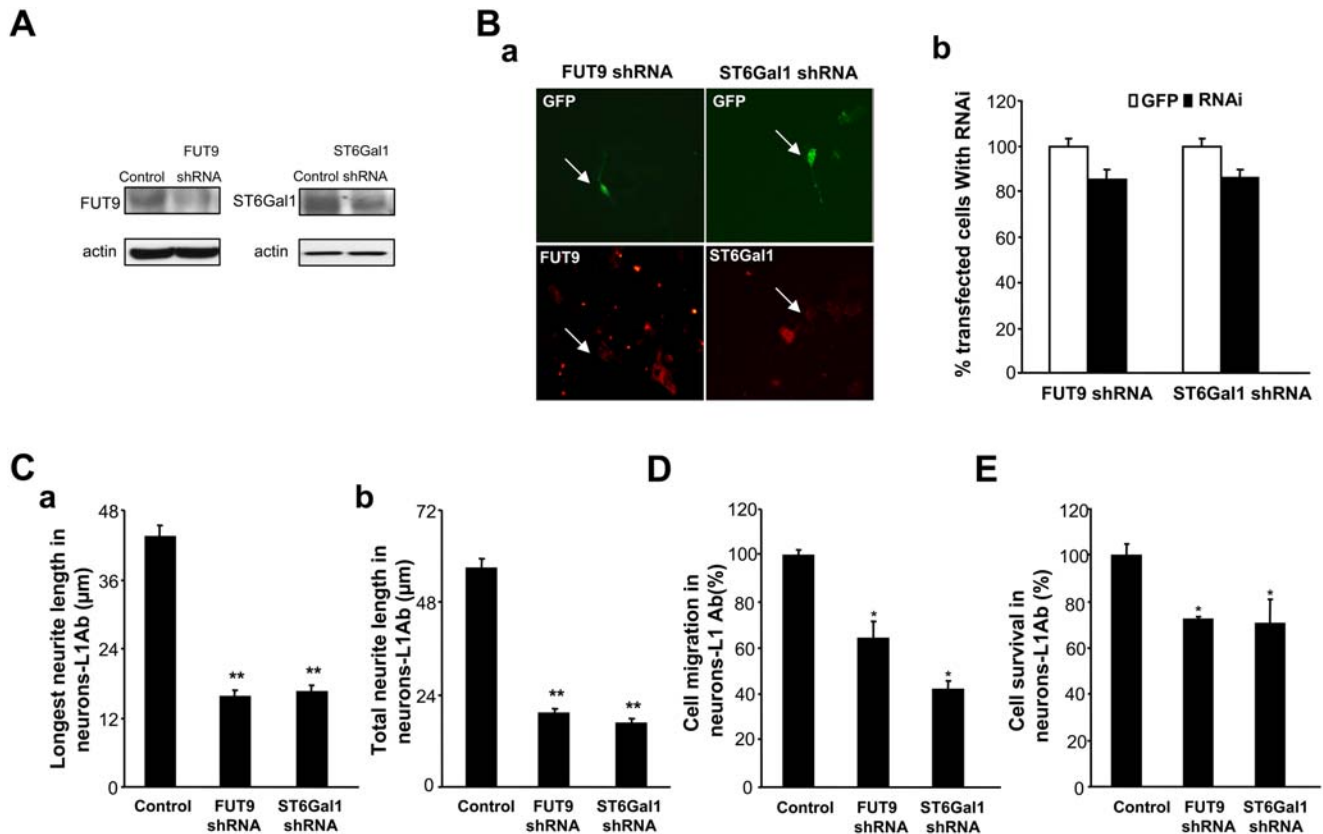 A
FUT9
Control shRNA
FUT9
actin
ST6Gal1
Control shRNA
ST6Gal1
actin
B
a
FUT9 shRNA
ST6Gal1 shRNA
GFP
GFP
FUT9
ST6Gal1
b
% transfected cells With RNAi
120
100
80
60
40
20
0
GFP RNAi
FUT9 shRNA
ST6Gal1 shRNA
C
a
Longest neurite length in
neurons-L1Ab (µm)
48
36
24
12
0
**
**
Control
FUT9
shRNA
ST6Gal1
shRNA
b
Total neurite length in
neurons-L1Ab (µm)
72
48
24
0
**
**
Control
FUT9
shRNA
ST6Gal1
shRNA
D
Cell migration in
neurons-L1 Ab(%)
120
100
80
60
40
20
0
*
*
Control
FUT9
shRNA
ST6Gal1
shRNA
E
Cell survival in
neurons-L1Ab (%)
120
100
80
60
40
20
0
*
*
Control
FUT9
shRNA
ST6Gal1
shRNA